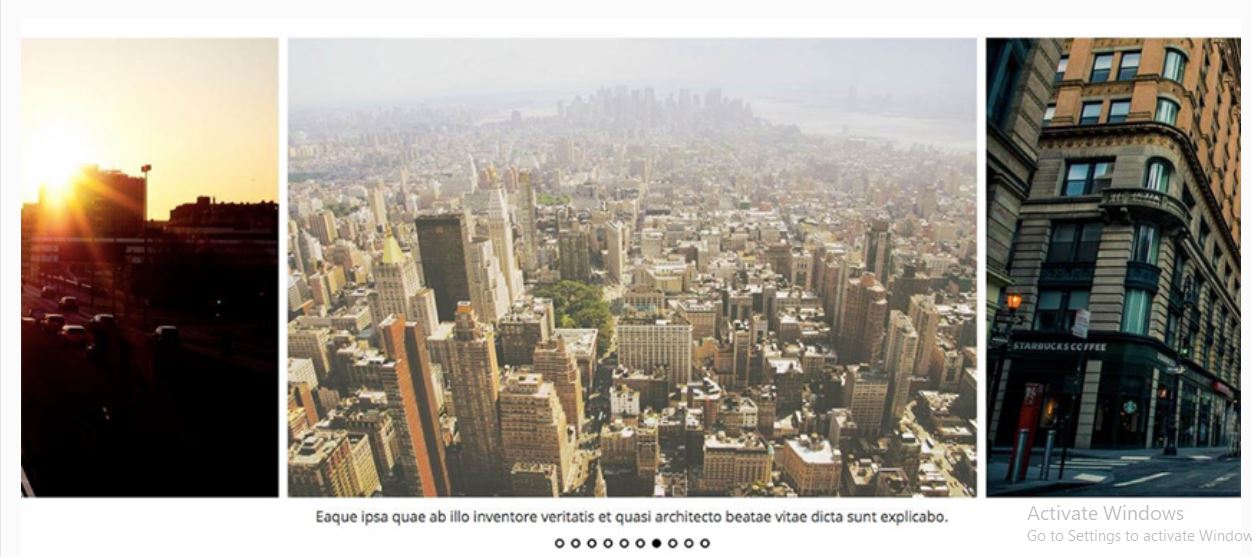 STARBUCKS COFFEE
Eaque ipsa quae ab illo inventore veritatis et quasi architecto beatae vitae dicta sunt explicabo.
Activate Windows
Go to Settings to activate Window